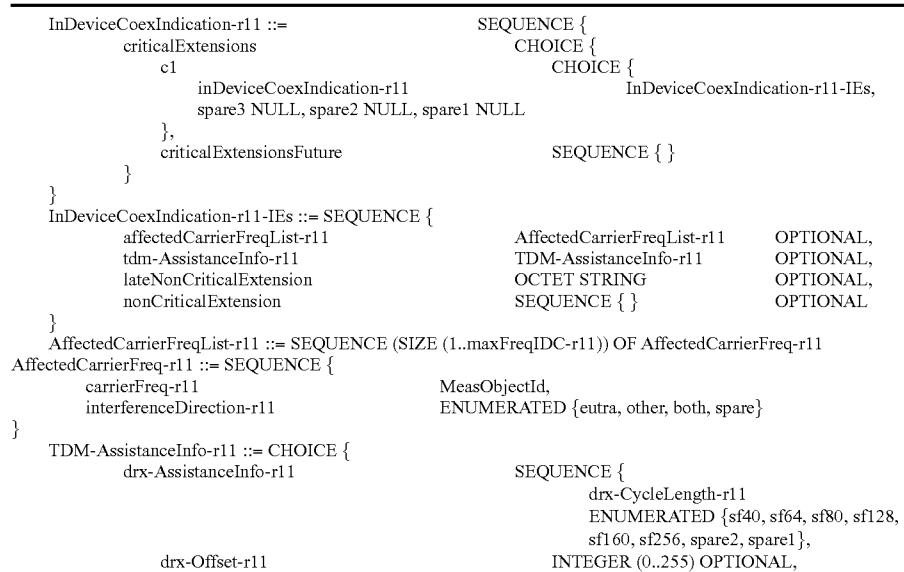 InDeviceCoexIndication-r11 ::= SEQUENCE {
criticalExtensions CHOICE {
c1 CHOICE {
inDeviceCoexIndication-r11 InDeviceCoexIndication-r11-IEs,
spare3 NULL, spare2 NULL, spare1 NULL
},
criticalExtensionsFuture SEQUENCE { }
}
}
InDeviceCoexIndication-r11-IEs ::= SEQUENCE {
affectedCarrierFreqList-r11 AffectedCarrierFreqList-r11 OPTIONAL,
tdm-AssistanceInfo-r11 TDM-AssistanceInfo-r11 OPTIONAL,
lateNonCriticalExtension OCTET STRING OPTIONAL,
nonCriticalExtension SEQUENCE { } OPTIONAL
}
AffectedCarrierFreqList-r11 ::= SEQUENCE (SIZE (1..maxFreqIDC-r11)) OF AffectedCarrierFreq-r11
AffectedCarrierFreq-r11 ::= SEQUENCE {
carrierFreq-r11 MeasObjectId,
interferenceDirection-r11 ENUMERATED {eutra, other, both, spare}
}
TDM-AssistanceInfo-r11 ::= CHOICE {
drx-AssistanceInfo-r11 SEQUENCE {
drx-CycleLength-r11
ENUMERATED {sf40, sf64, sf80, sf128,
sf160, sf256, spare2, spare1},
drx-Offset-r11 INTEGER (0..255) OPTIONAL,